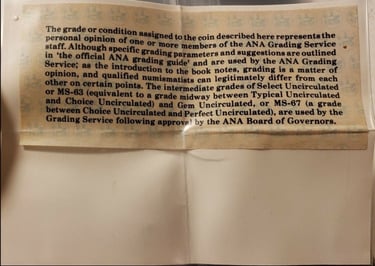 The grade or condition assigned to the coin described here represents the
personal opinion of one or more members of the ANA Grading Service
staff. Although specific grading parameters and suggestions are outlined
in 'the official ANA grading guide' and are used by the ANA Grading
Service; as the introduction to the book notes, grading is a matter of
opinion, and qualified numismatists can legitimately differ from each
other on certain points. The intermediate grades of Select Uncirculated
or MS-63 (equivalent to a grade midway between Typical Uncirculated
and Choice Uncirculated) and Gem Uncirculated, or MS-67 (a grade
between Choice Uncirculated and Perfect Uncirculated), are used by the
Grading Service following approval by the ANA Board of Governors.